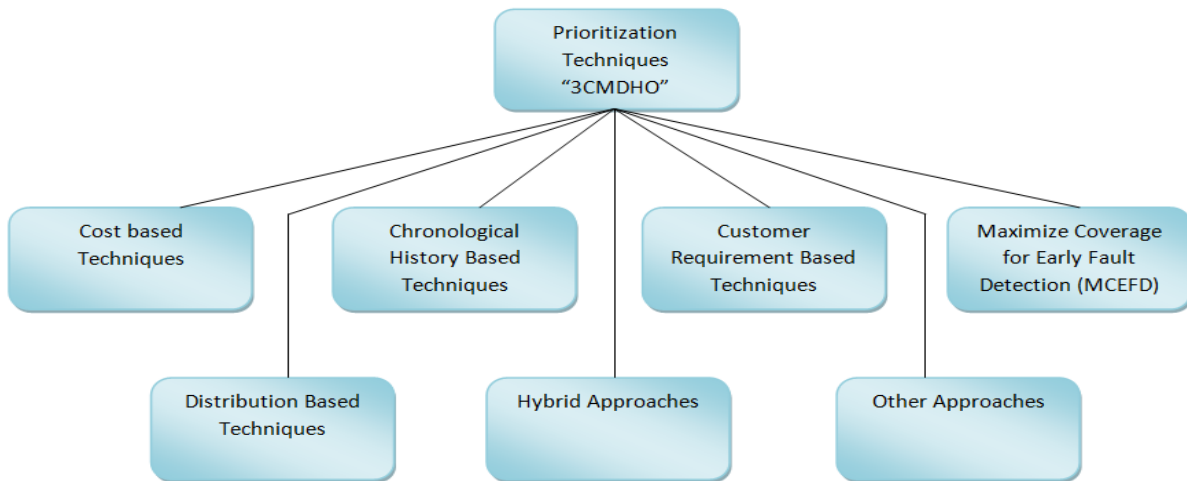 Prioritization
Techniques
“3CMDHO”
Cost based
Techniques
Chronological
History Based
Techniques
Customer
Requirement Based
Techniques
Maximize Coverage
for Early Fault
Detection (MCEFD)
Distribution Based
Techniques
Hybrid Approaches
Other Approaches